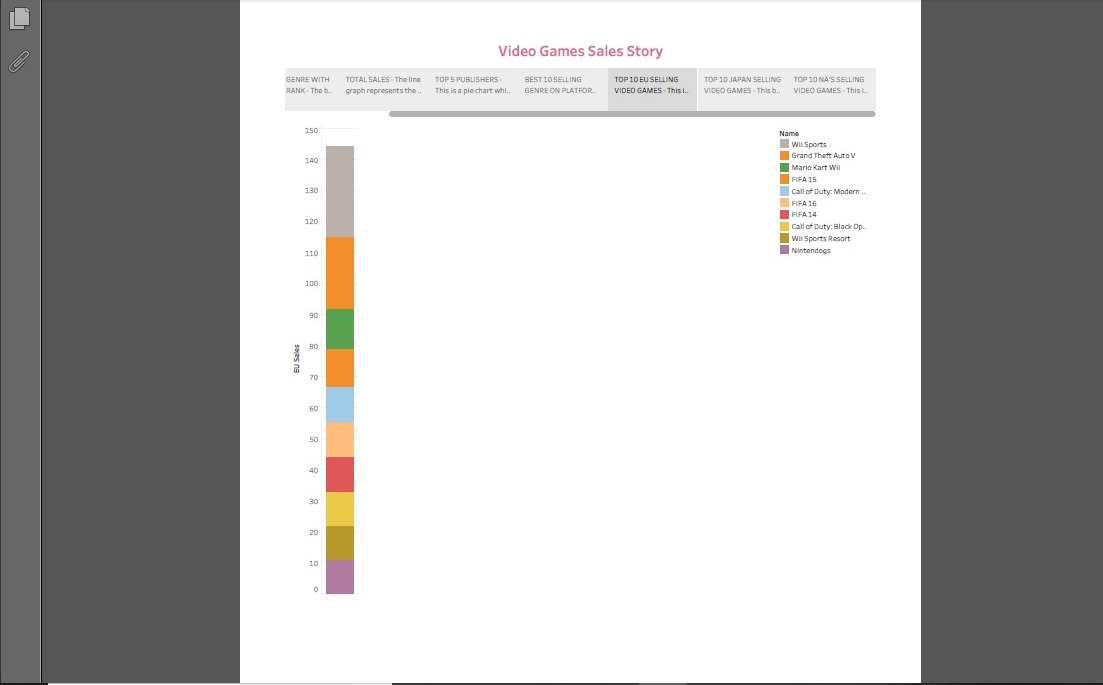 Video Games Sales Story
GENRE WITH
RANK - The b..
TOTAL SALES - The line
graph represents the ..
TOP 5 PUBLISHERS -
This is a pie chart whi..
BEST 10 SELLING
GENRE ON PLATFOR..
TOP 10 EU SELLING
VIDEO GAMES - This i..
TOP 10 JAPAN SELLING
VIDEO GAMES - This b..
TOP 10 NA'S SELLING
VIDEO GAMES - This i..
150
140
130
120
110
100
90
80
70
60
50
40
30
20
10
0
EU Sales
Name
Wii Sports
Grand Theft Auto V
Mario Kart Wii
FIFA 15
Call of Duty: Modern ..
FIFA 16
FIFA 14
Call of Duty: Black Op..
Wii Sports Resort
Nintendogs